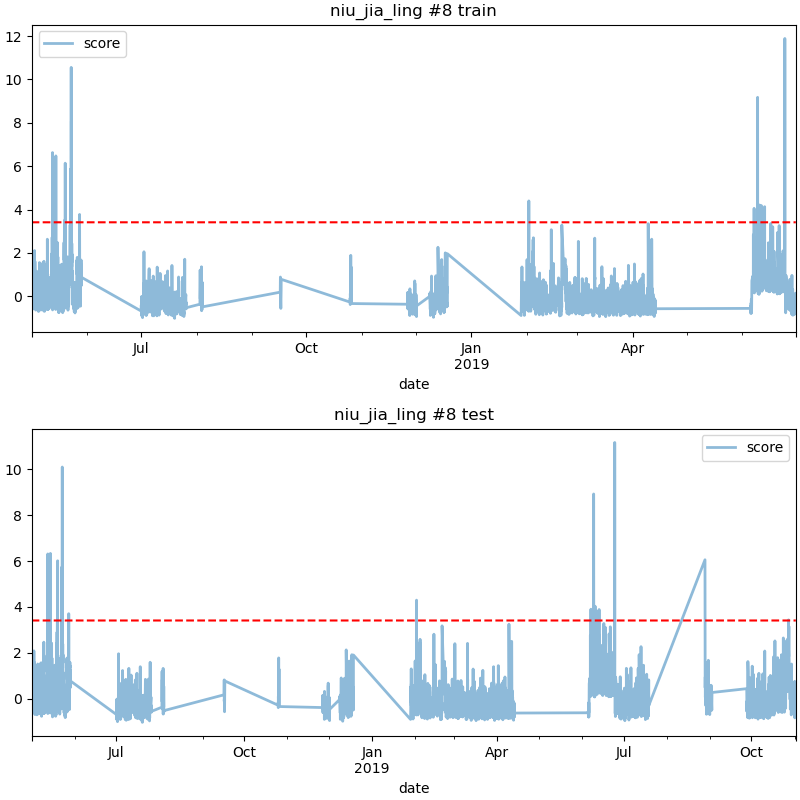 niu_jia_ling #8 train
score
12
10
8
6
4
2
0
Jul
Oct
Jan
2019
Apr
date
niu_jia_ling #8 test
score
10
8
6
4
2
0
Jul
Oct
Jan
2019
Apr
Jul
Oct
date